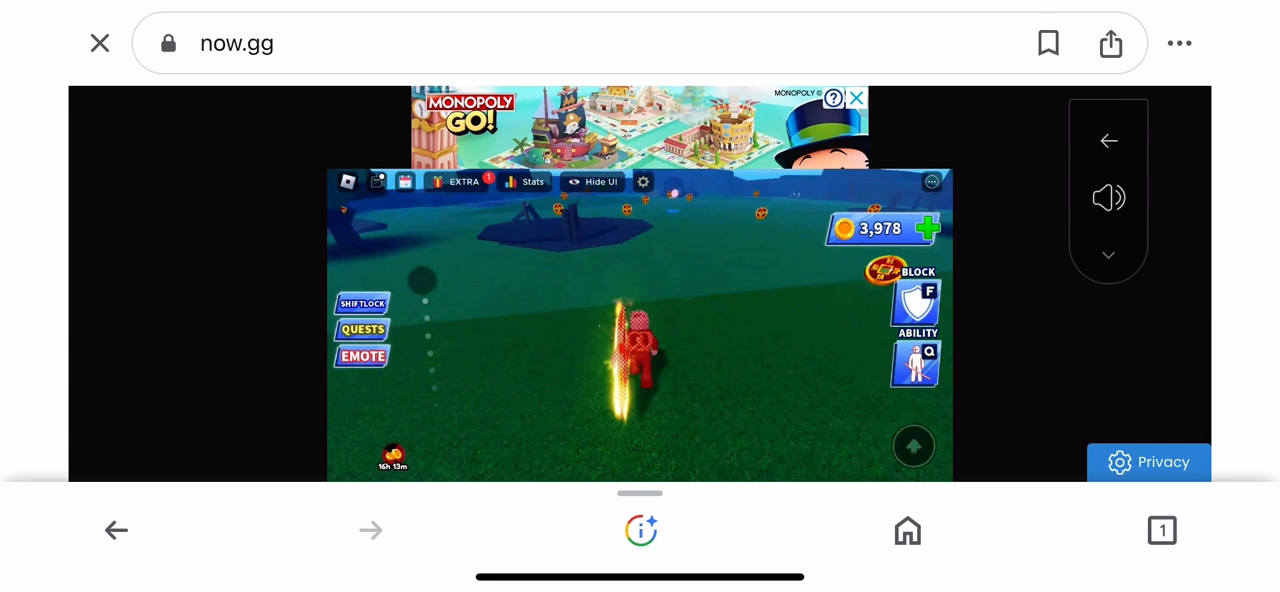 now.gg
MONOPOLY
GO!
MONOPOLY ©
EXTRA
1
Stats
Hide UI
3,978
BLOCK
F
SHIFTLOCK
QUESTS
ABILITY
Q
EMOTE
16h 13m
Privacy
1